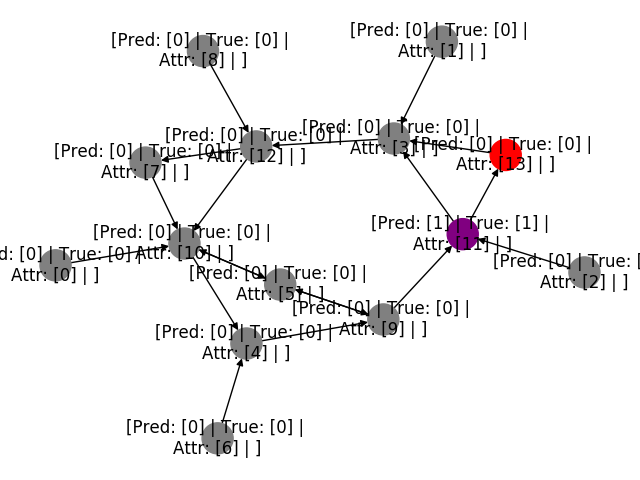 [Pred: [0] | True: [0] |
Attr: [8] | ]
[Pred: [0] | True: [0] |
Attr: [1] | ]
[Pred: [0] | True: [0] |
Attr: [12] | ]
[Pred: [0] | True: [0] |
Attr: [3] | ]
[Pred: [0] | True: [0] |
Attr: [13] | ]
[Pred: [0] | True: [0] |
Attr: [7] | ]
[Pred: [0] | True: [0] |
Attr: [10] | ]
[Pred: [1] | True: [1] |
Attr: [11] | ]
d: [0] | True: [0] |
Attr: [0] | ]
[Pred: [0] | True: [0] |
Attr: [5] | ]
[Pred: [0] | True: [0] |
Attr: [2] | ]
[Pred: [0] | True: [0] |
Attr: [9] | ]
[Pred: [0] | True: [0] |
Attr: [4] | ]
[Pred: [0] | True: [0] |
Attr: [6] | ]